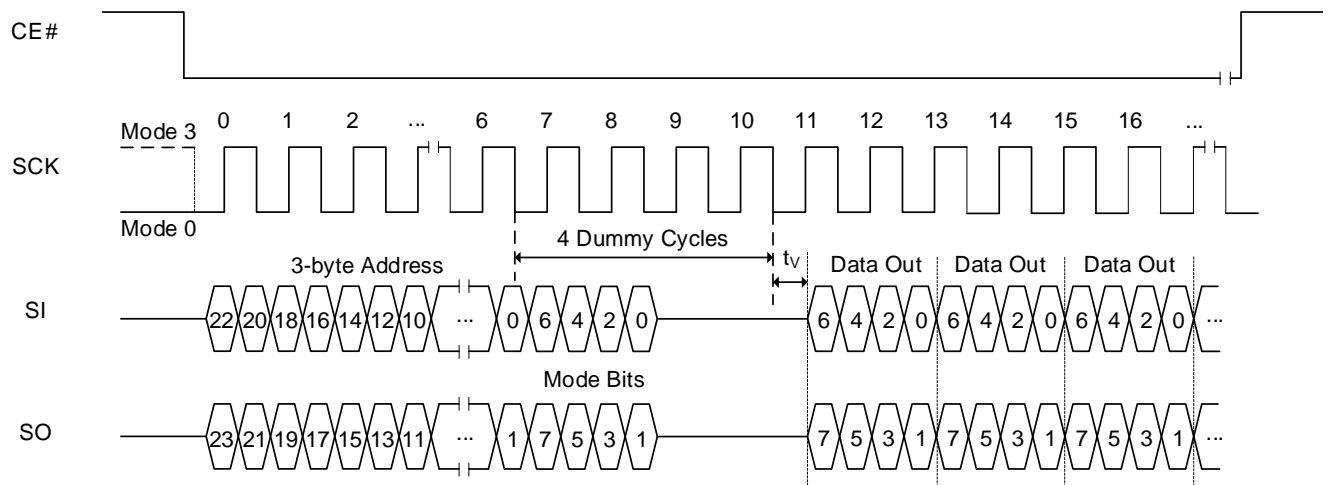 CE#
0 1 2 ... 6 7 8 9 10 11 12 13 14 15 16 ...
Mode 3
SCK
Mode 0
4 Dummy Cycles
tV
3-byte Address
Data Out Data Out Data Out
SI
22 20 18 16 14 12 10 ... 0 6 4 2 0 6 4 2 0 6 4 2 0 6 4 2 0 ...
Mode Bits
SO
23 21 19 17 15 13 11 ... 1 7 5 3 1 7 5 3 1 7 5 3 1 7 5 3 1 ...